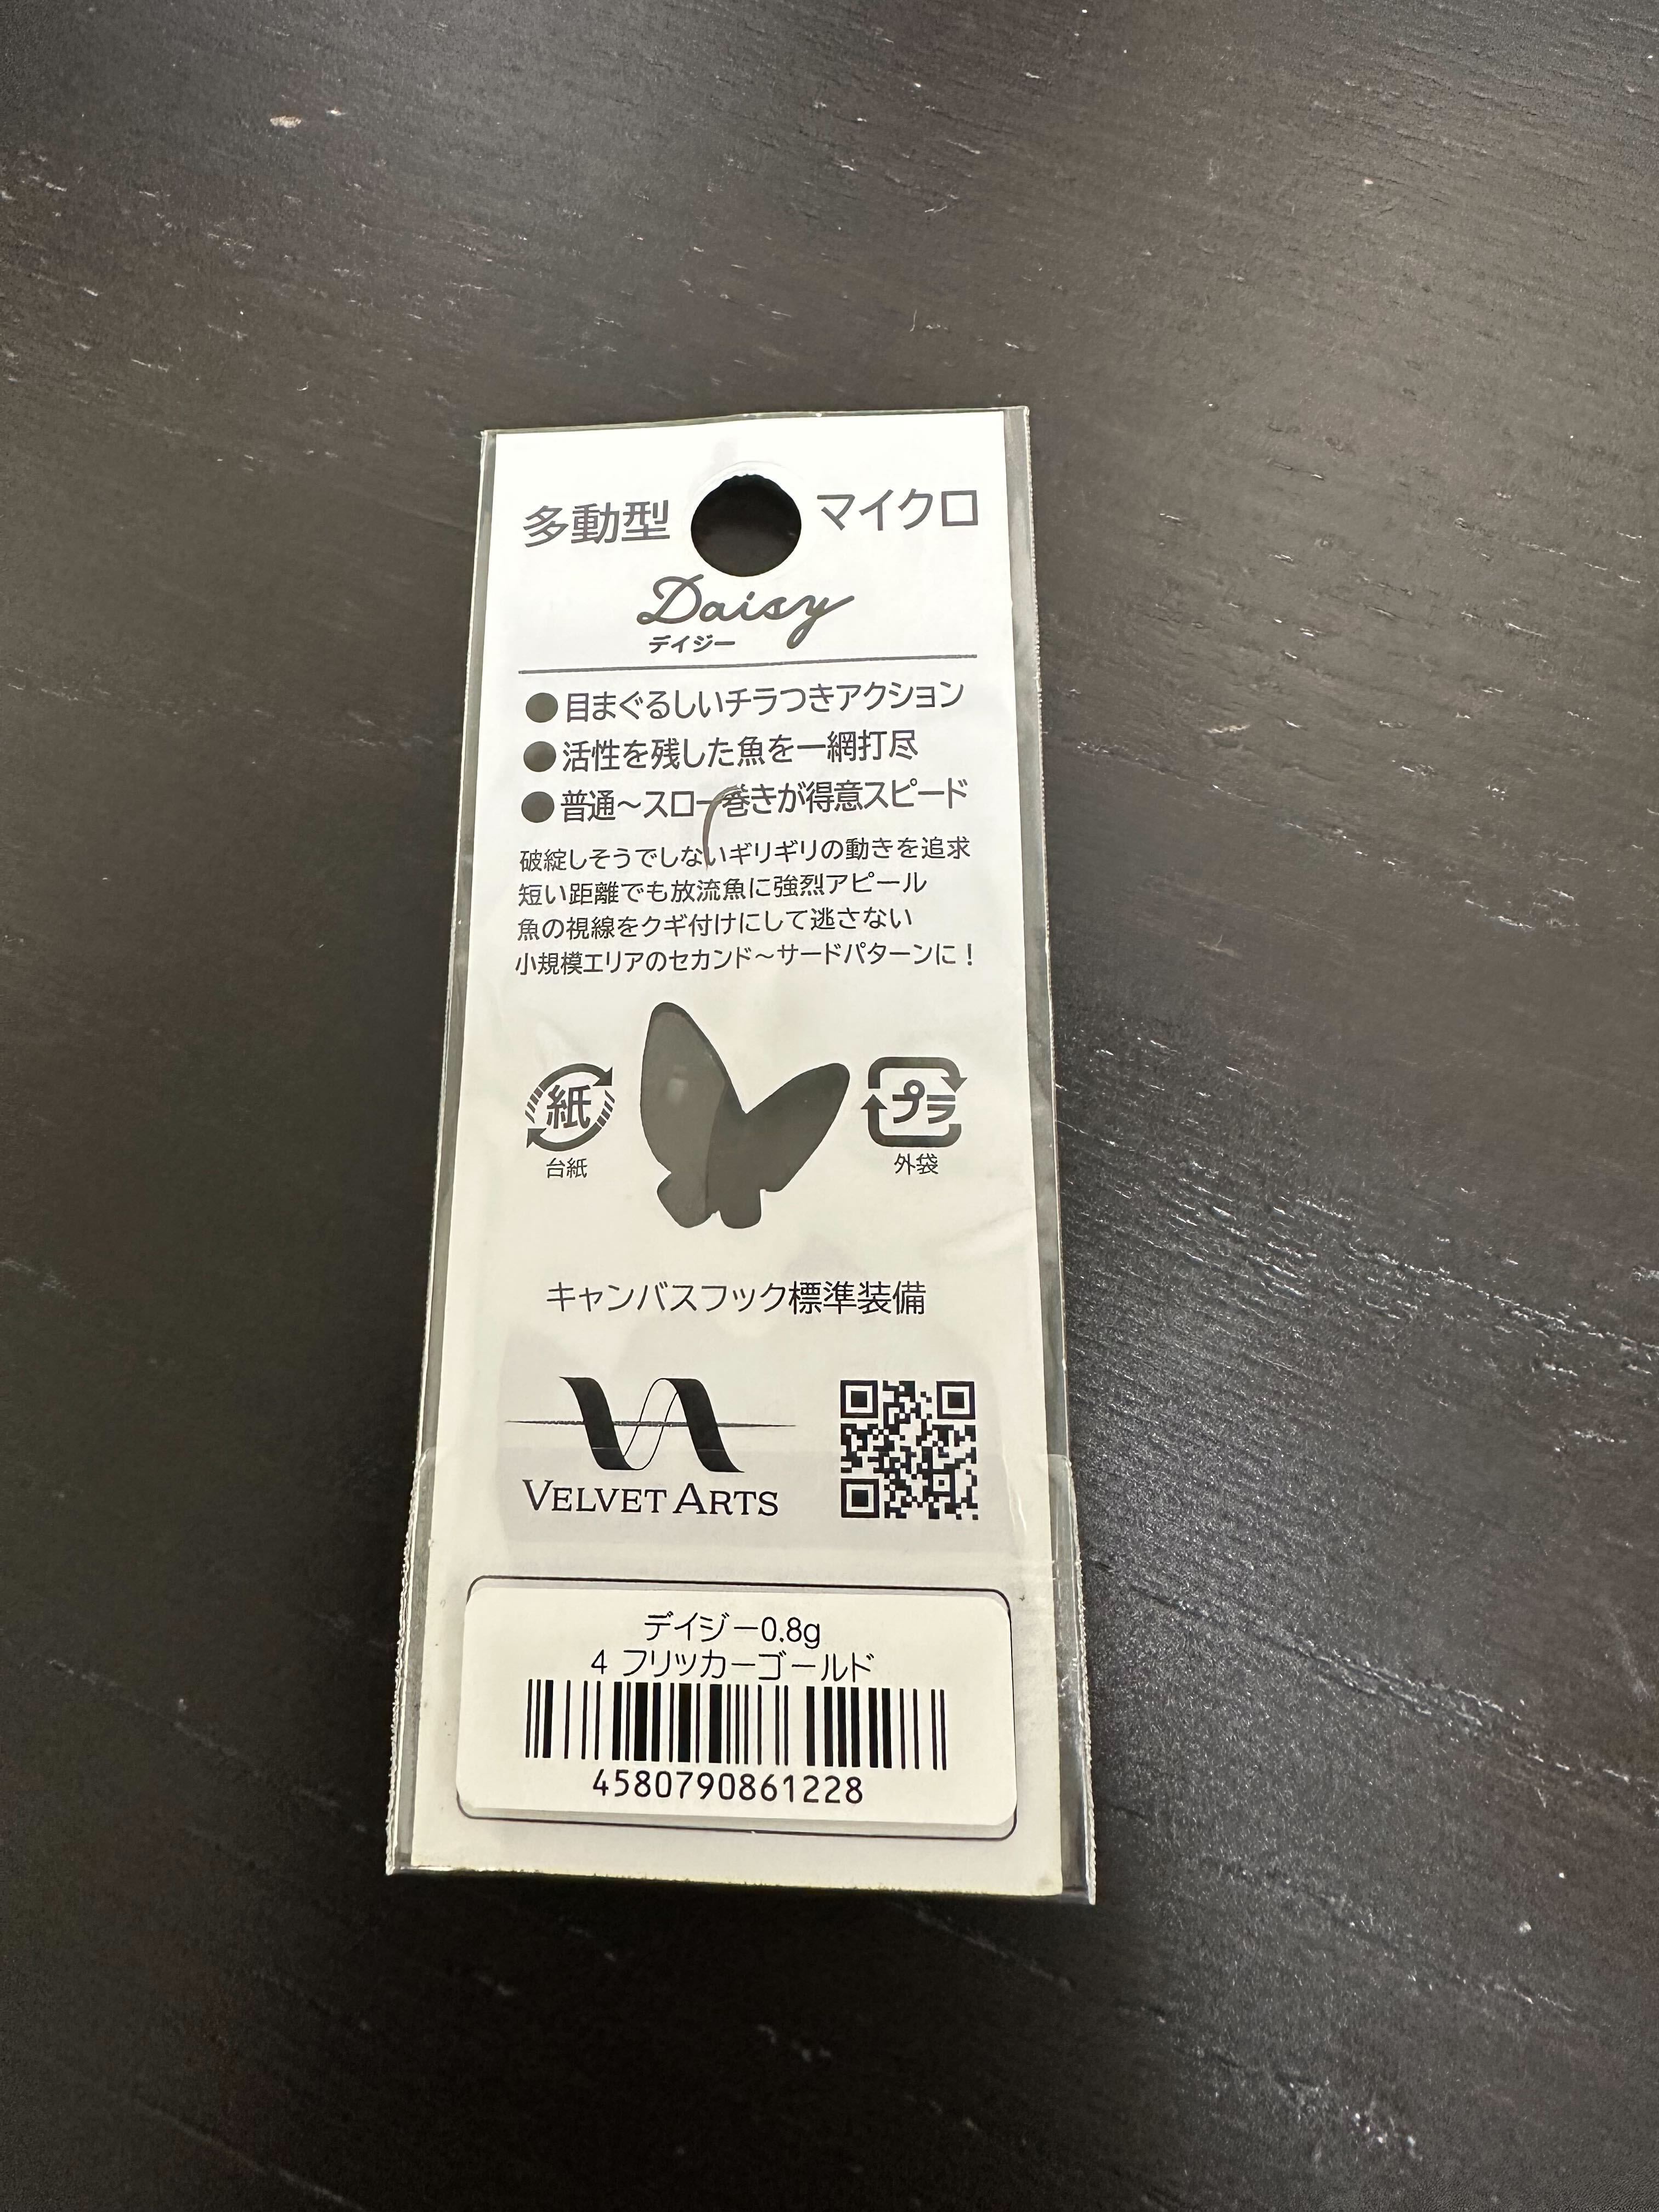 多動型 マイクロ
Daisy
デイジー
●目まぐるしいチラつきアクション
●活性を残した魚を一網打尽
●普通〜スロー巻きが得意スピード
破綻しそうでしないギリギリの動きを追求
短い距離でも放流魚に強烈アピール
魚の視線をクギ付けにして逃さない
小規模エリアのセカンド〜サードパターンに！
紙
台紙
プラ
外袋
キャンバスフック標準装備
VA
VELVET ARTS
デイジー0.8g
4 フリッカーゴールド
4580790861228